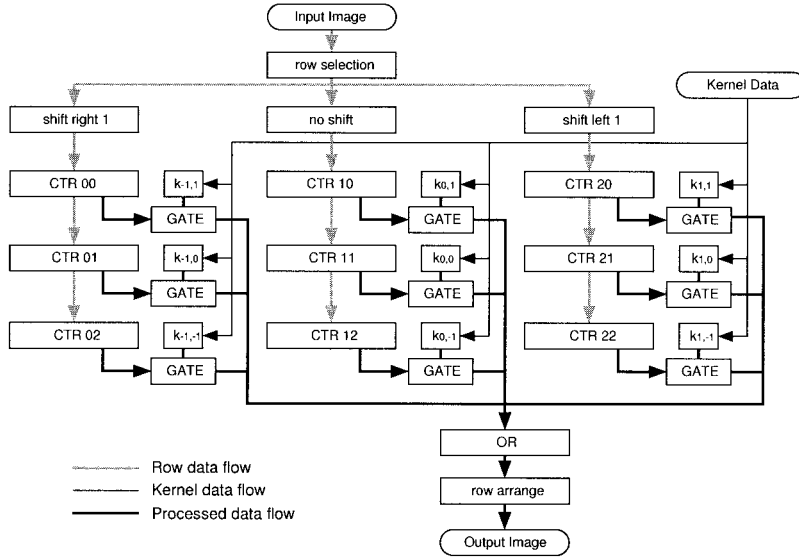 Input Image
row selection
Kernel Data
shift right 1
no shift
shift left 1
CTR 00
k-1,1
CTR 10
k0,1
CTR 20
k1,1
GATE
GATE
GATE
CTR 01
k-1,0
CTR 11
k0,0
CTR 21
k1,0
GATE
GATE
GATE
CTR 02
k-1,-1
CTR 12
k0,-1
CTR 22
k1,-1
GATE
GATE
GATE
OR
Row data flow
Kernel data flow
row arrange
Processed data flow
Output Image